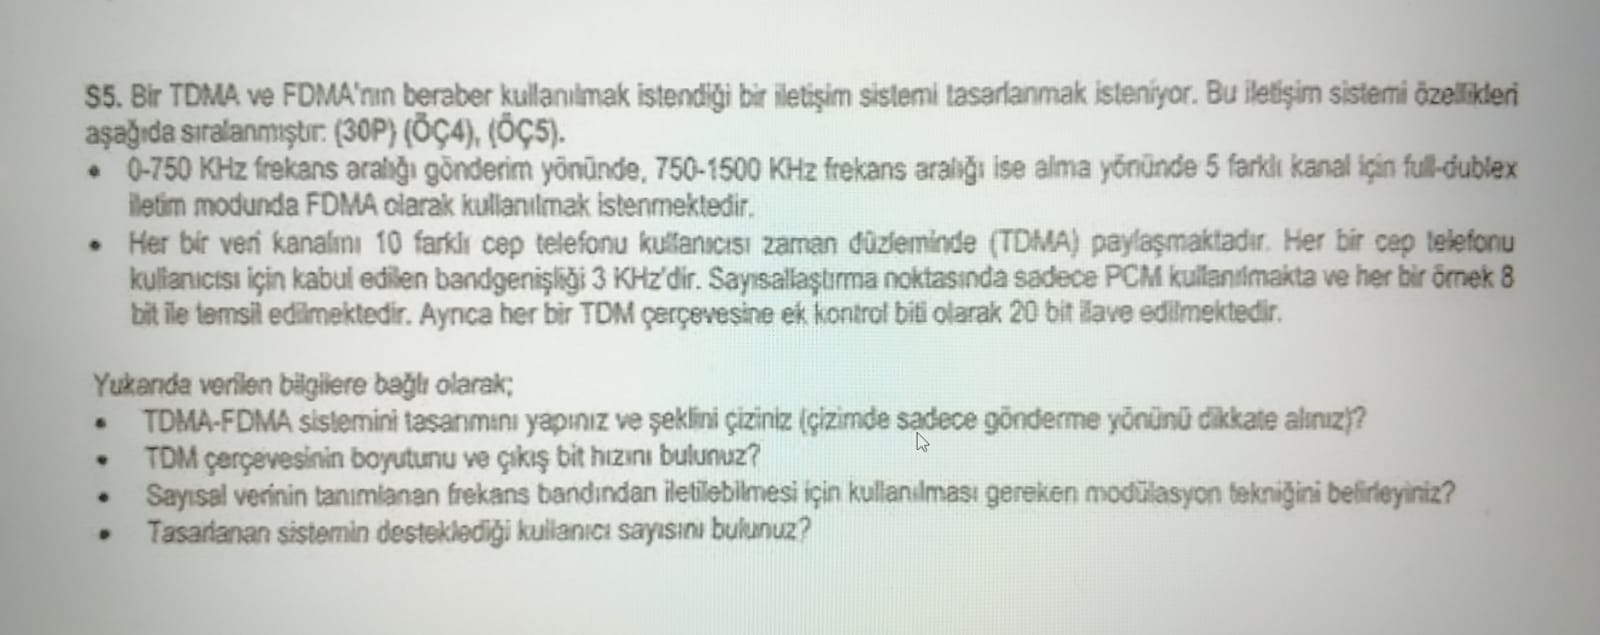 S5. Bir TDMA ve FDMA'nın beraber kullanılmak istendiği bir iletişim sistemi tasarlanmak isteniyor. Bu iletişim sistemi özellikleri
aşağıda sıralanmıştır: (30P) (ÖÇ4), (ÖÇ5).
• 0-750 KHz frekans aralığı gönderim yönünde, 750-1500 KHz frekans aralığı ise alma yönünde 5 farklı kanal için full-dublex
iletim modunda FDMA olarak kullanılmak istenmektedir.
• Her bir veri kanalını 10 farklı cep telefonu kullanıcısı zaman düzleminde (TDMA) paylaşmaktadır. Her bir cep telefonu
kullanıcısı için kabul edilen bandgenişliği 3 KHz'dir. Sayısallaştırma noktasında sadece PCM kullanılmakta ve her bir örnek 8
bit ile temsil edilmektedir. Ayrıca her bir TDM çerçevesine ek kontrol biti olarak 20 bit ilave edilmektedir.
Yukarıda verilen bilgilere bağlı olarak;
• TDMA-FDMA sistemini tasarımını yapınız ve şeklini çiziniz (çizimde sadece gönderme yönünü dikkate alınız)?
• TDM çerçevesinin boyutunu ve çıkış bit hızını bulunuz?
• Sayısal verinin tanımlanan frekans bandından iletilebilmesi için kullanılması gereken modülasyon tekniğini belirleyiniz?
• Tasarlanan sistemin desteklediği kullanıcı sayısını bulunuz?